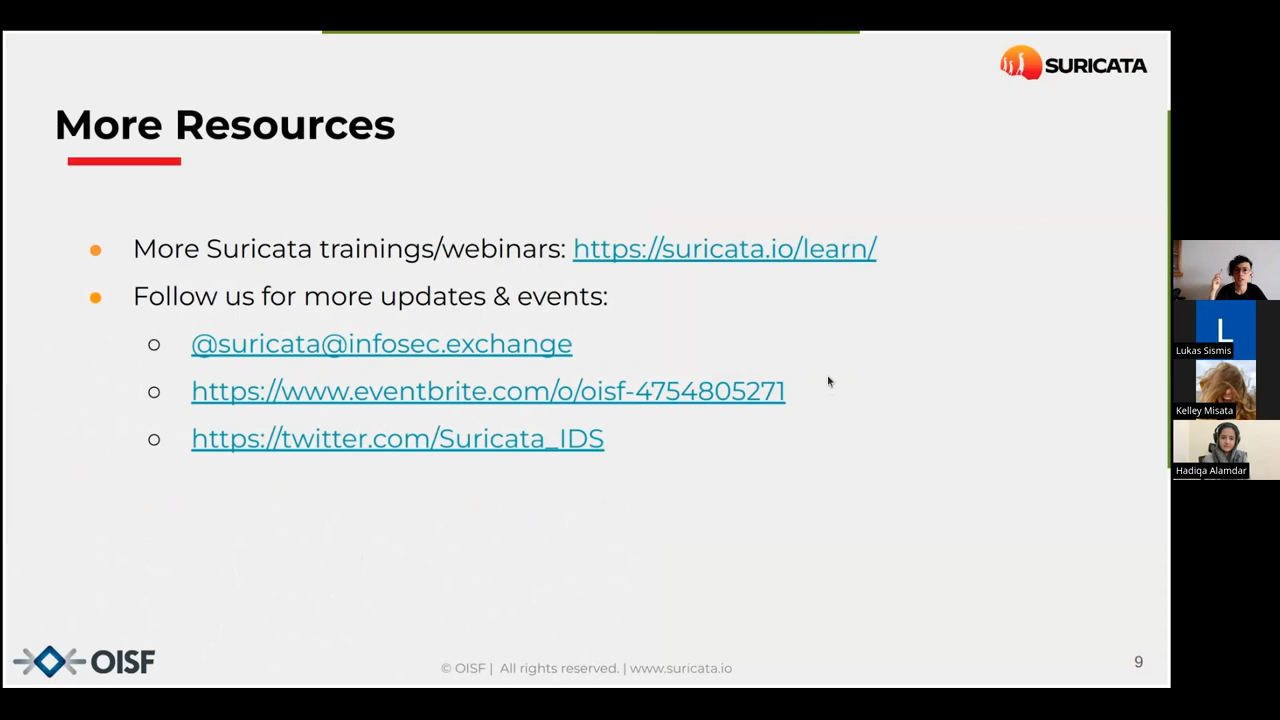 SURICATA
More Resources
More Suricata trainings/webinars: https://suricata.io/learn/
Follow us for more updates & events:
@suricata@infosec.exchange
https://www.eventbrite.com/o/oisf-4754805271
https://twitter.com/Suricata_IDS
L
Lukas Sismis
Kelley Misata
Hadiqa Alamdar
OISF
© OISF | All rights reserved. | www.suricata.io
9